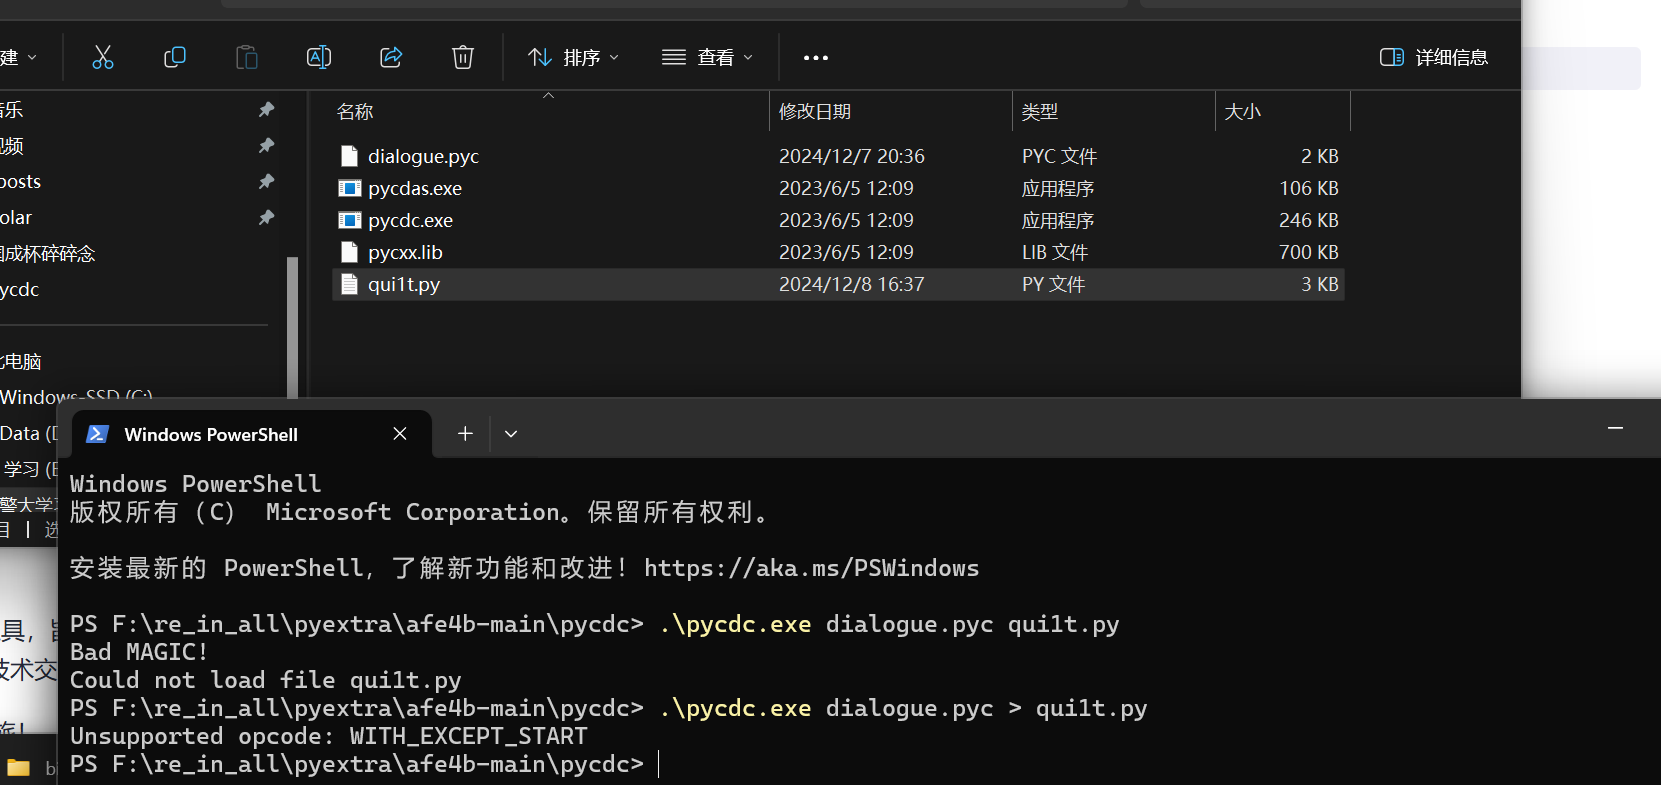 建
排序
查看
详细信息
名称
修改日期
类型
大小
音乐
视频
posts
olar
成杯碎碎念
ycdc
dialogue.pyc 2024/12/7 20:36 PYC 文件 2 KB
pycdas.exe 2023/6/5 12:09 应用程序 106 KB
pycdc.exe 2023/6/5 12:09 应用程序 246 KB
pycxx.lib 2023/6/5 12:09 LIB 文件 700 KB
qui1t.py 2024/12/8 16:37 PY 文件 3 KB
此电脑
Windows-SSD (C:)
Data (D
学习 (E
警大学习
目 | 选
具,
技术交
Windows PowerShell
Windows PowerShell
版权所有 (C) Microsoft Corporation。保留所有权利。
安装最新的 PowerShell，了解新功能和改进！https://aka.ms/PSWindows
PS F:\re_in_all\pyextra\afe4b-main\pycdc> .\pycdc.exe dialogue.pyc qui1t.py
Bad MAGIC!
Could not load file qui1t.py
PS F:\re_in_all\pyextra\afe4b-main\pycdc> .\pycdc.exe dialogue.pyc > qui1t.py
Unsupported opcode: WITH_EXCEPT_START
PS F:\re_in_all\pyextra\afe4b-main\pycdc>
bi